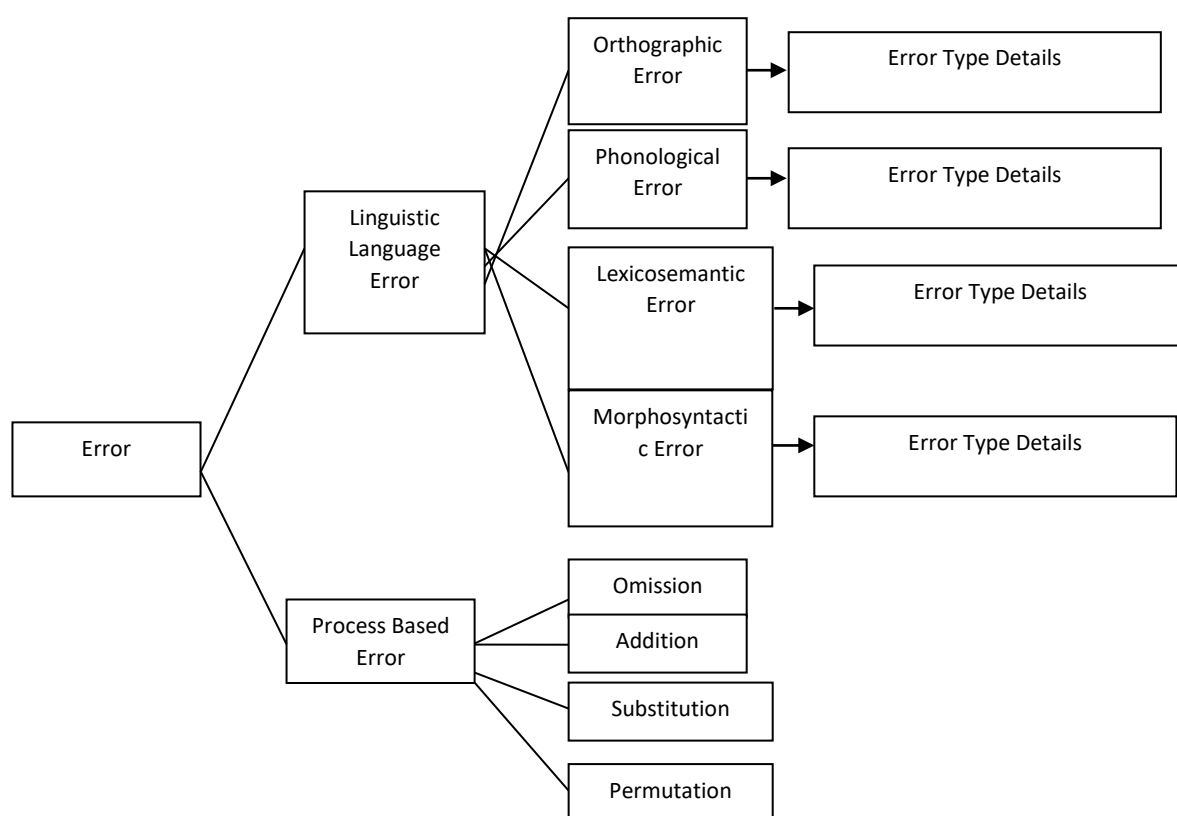 Orthographic
Error
Error Type Details
Phonological
Error
Error Type Details
Linguistic
Language
Error
Lexicosemantic
Error
Error Type Details
Morphosyntacti
c Error
Error Type Details
Error
Omission
Process Based
Error
Addition
Substitution
Permutation